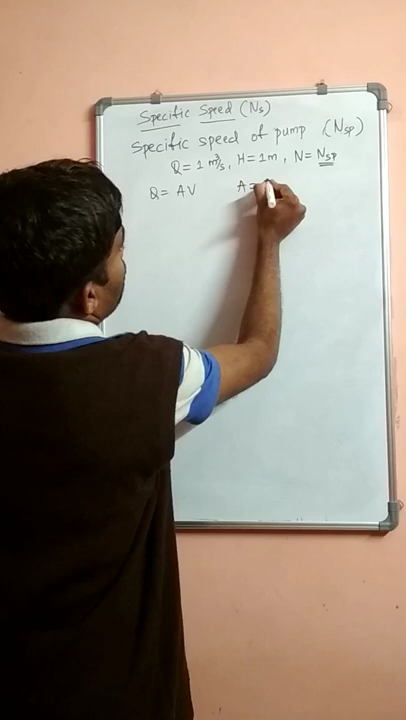 Specific Speed (Ns)
Specific speed of pump (Nsp)
Q = 1 m³/s, H = 1m, N = Nsp
Q = AV A =